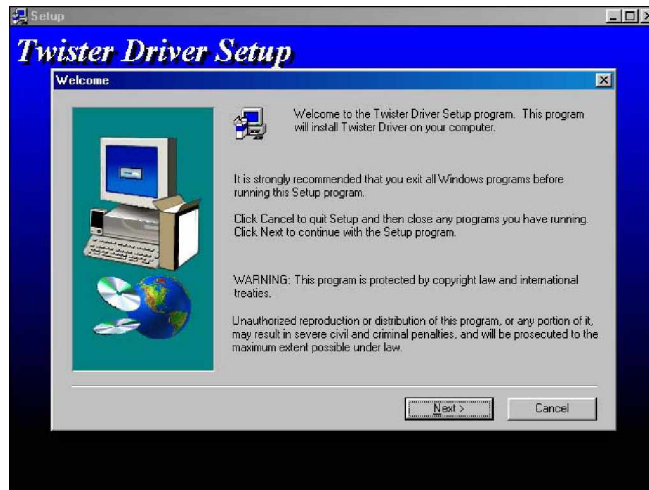 Setup
Twister Driver Setup
Welcome
Welcome to the Twister Driver Setup program. This program
will install Twister Driver on your computer.
It is strongly recommended that you exit all Windows programs before
running this Setup program.
Click Cancel to quit Setup and then close any programs you have running.
Click Next to continue with the Setup program.
WARNING: This program is protected by copyright law and international
treaties.
Unauthorized reproduction or distribution of this program, or any portion of it,
may result in severe civil and criminal penalties, and will be prosecuted to the
maximum extent possible under law.
Next >
Cancel